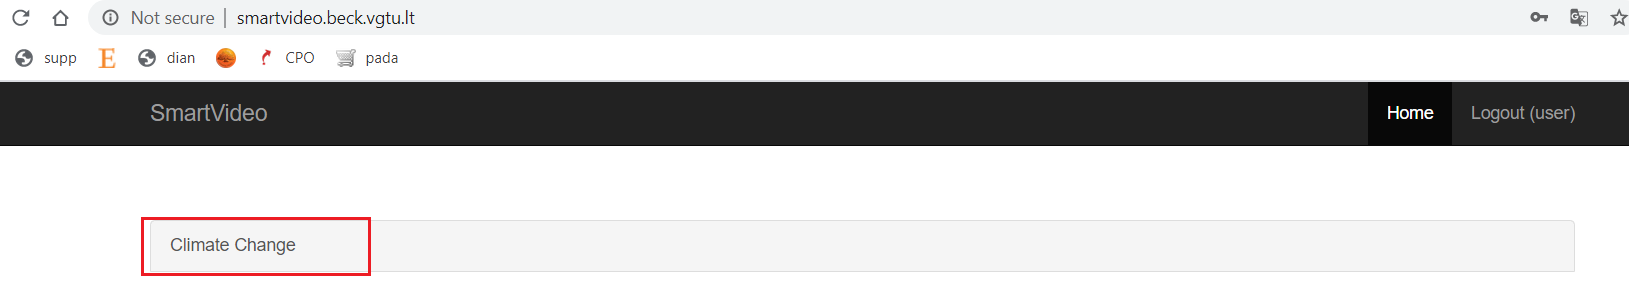 Not secure | smartvideo.beck.vgtu.lt
supp E dian CPO pada
SmartVideo Home Logout (user)
Climate Change